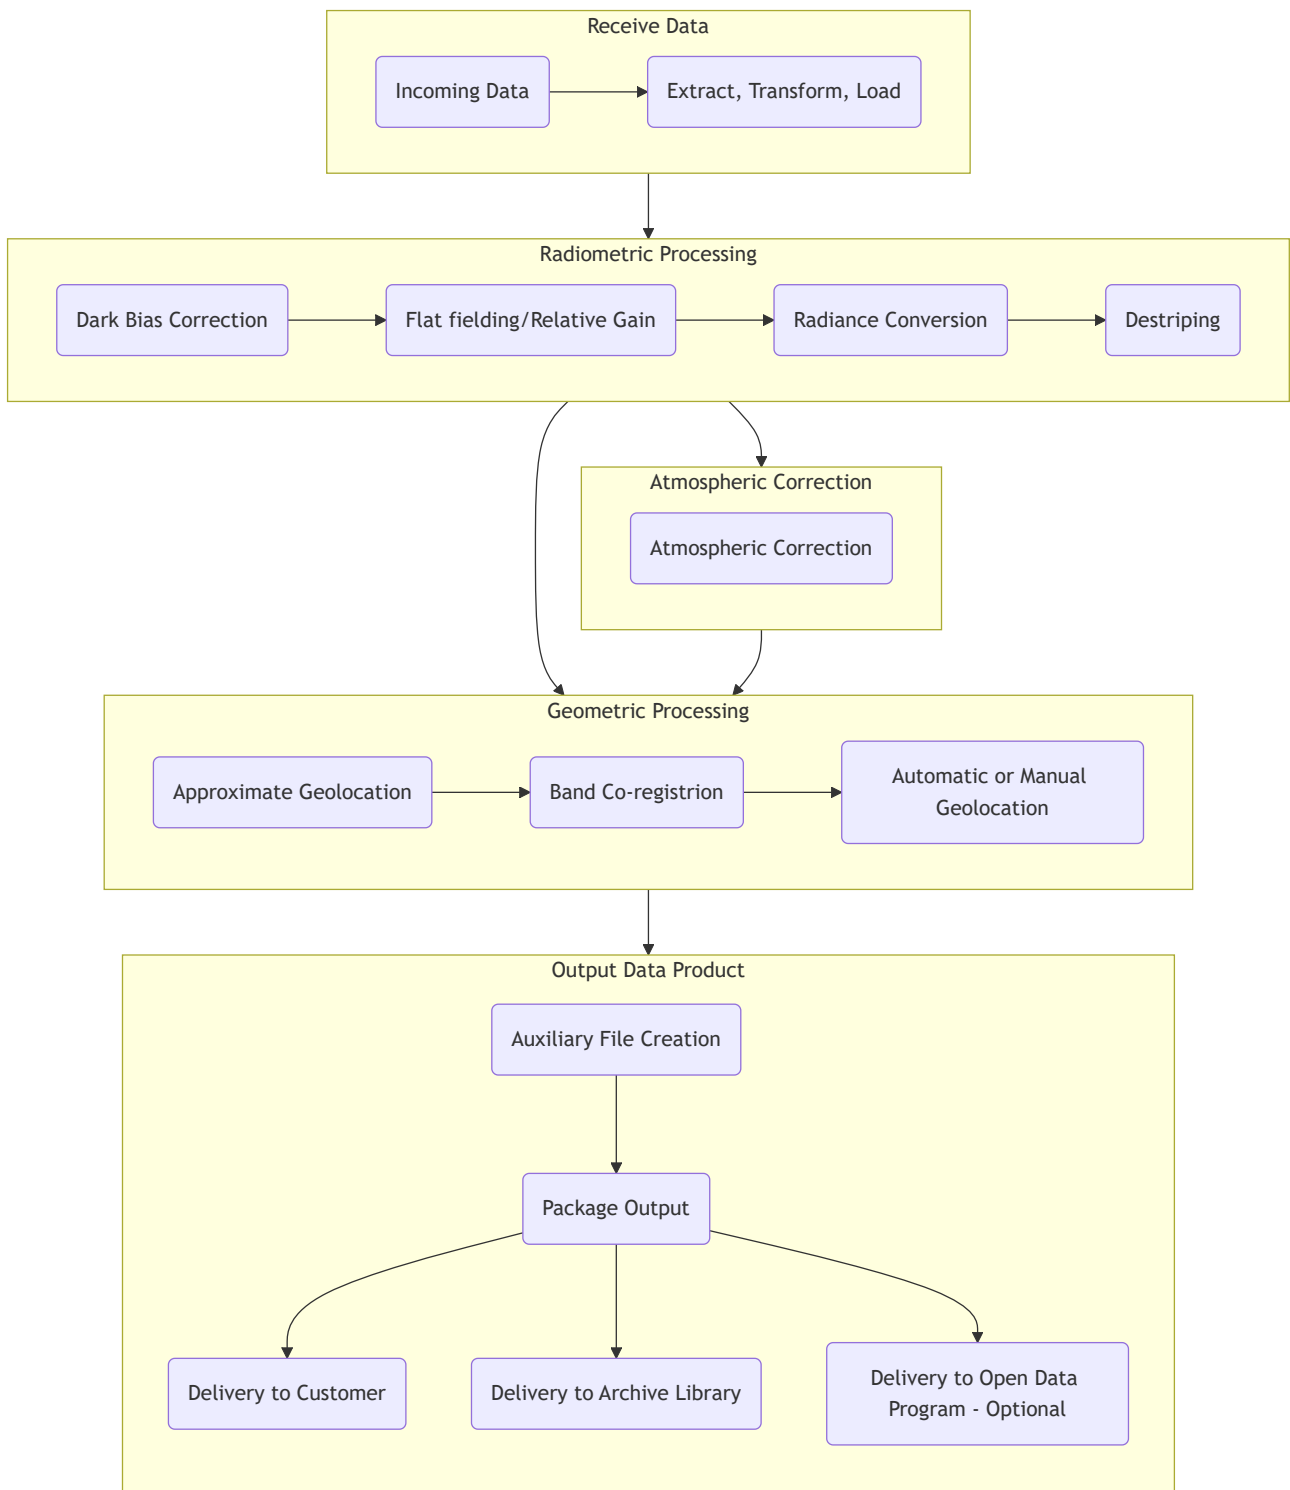 Receive Data
Incoming Data
Extract, Transform, Load
Radiometric Processing
Dark Bias Correction
Flat fielding/Relative Gain
Radiance Conversion
Destriping
Atmospheric Correction
Atmospheric Correction
Geometric Processing
Approximate Geolocation
Band Co-registrion
Automatic or Manual
Geolocation
Output Data Product
Auxiliary File Creation
Package Output
Delivery to Customer
Delivery to Archive Library
Delivery to Open Data
Program - Optional